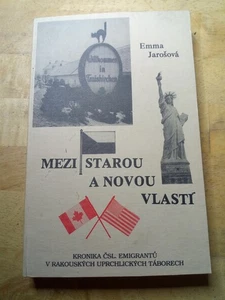 Emma
Jarošová
MEZI STAROU
A NOVOU
VLASTÍ
KRONIKA ČSL. EMIGRANTŮ
V RAKOUSKÝCH UPRCHLICKÝCH TÁBORECH